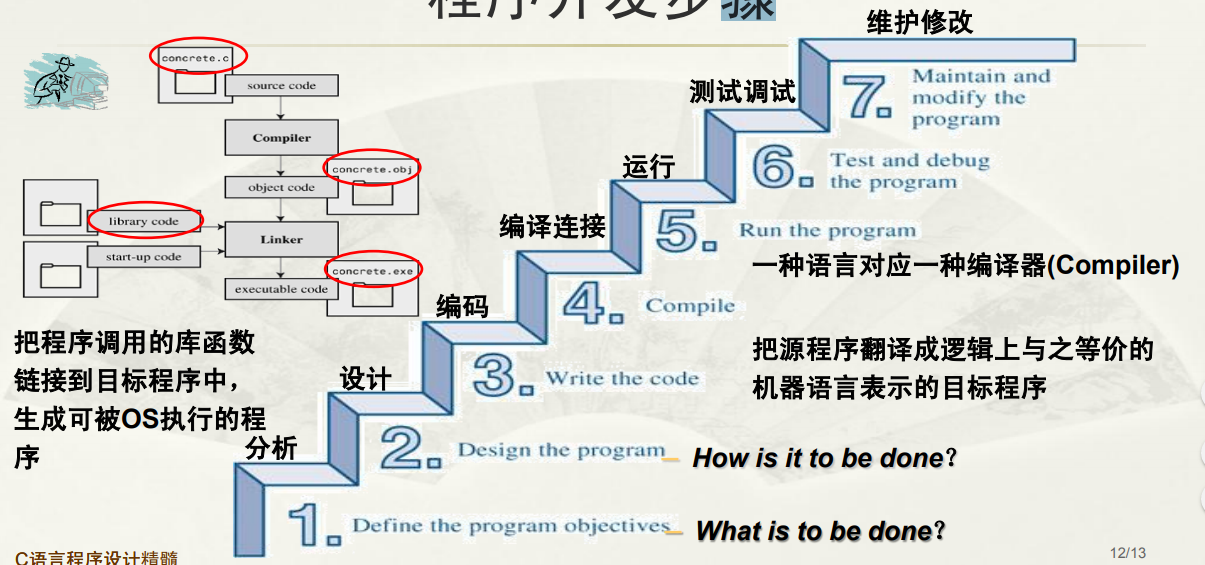 程序开发步骤
concrete.c
source code
Compiler
concrete.obj
object code
library code
Linker
start-up code
concrete.exe
executable code
把程序调用的库函数
链接到目标程序中，
生成可被OS执行的程
序
维护修改
7. Maintain and
modify the
program
测试调试
6. Test and debug
the program
运行
5. Run the program
一种语言对应一种编译器(Compiler)
编译连接
4. Compile
把源程序翻译成逻辑上与之等价的
机器语言表示的目标程序
编码
3. Write the code
设计
2. Design the program
How is it to be done？
分析
1. Define the program objectives
What is to be done？
C语言程序设计精髓
12/13